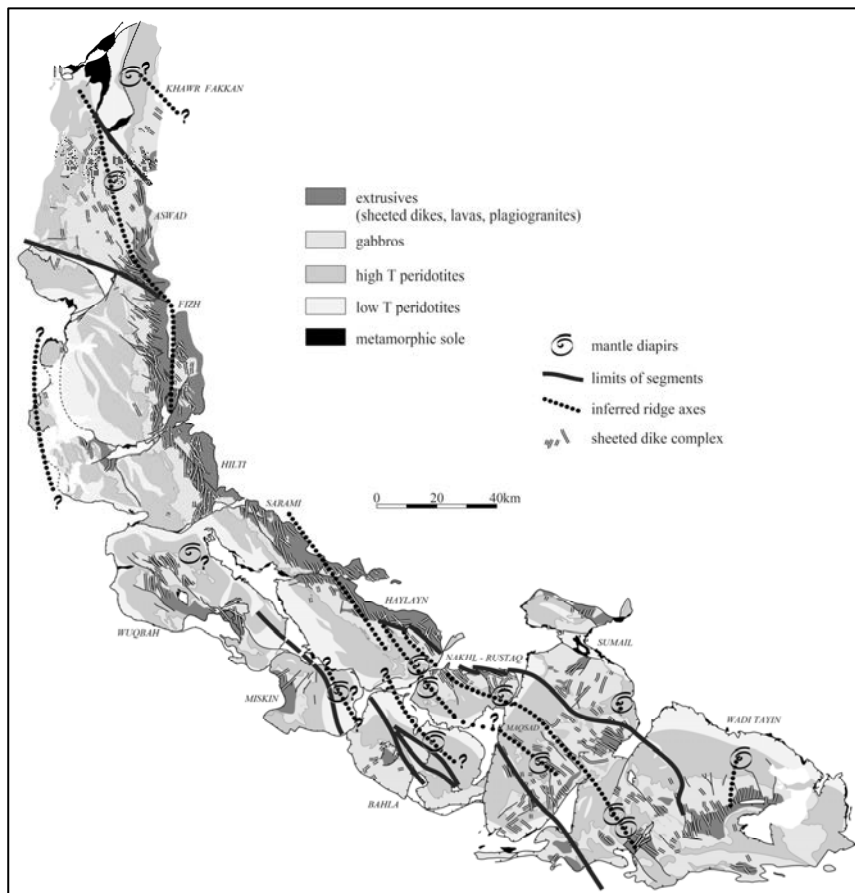 ?
KHAWR FAKKAN
?
ASWAD
extrusives
(sheeted dikes, lavas, plagiogranites)
gabbros
high T peridotites
low T peridotites
metamorphic sole
FIZH
?
mantle diapirs
limits of segments
inferred ridge axes
sheeted dike complex
HILTI
?
0 20 40km
SARAMI
?
HAYLAYN
WUQBAH
SUMAIL
NAKHL - RUSTAQ
?
?
?
MISKIN
?
MAQSAD
WADI TAYIN
?
?
BAHLA